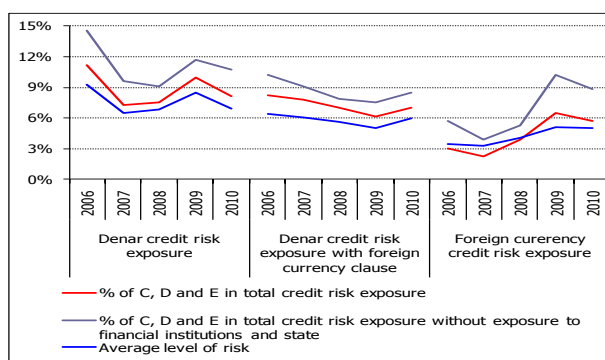 15%
12%
9%
6%
3%
0%
2006 2007 2008 2009 2010 2006 2007 2008 2009 2010 2006 2007 2008 2009 2010
Denar credit risk
exposure
Denar credit risk
exposure with foreign
currency clause
Foreign curerency
credit risk exposure
% of C, D and E in total credit risk exposure
% of C, D and E in total credit risk exposure without exposure to
financial institutions and state
Average level of risk